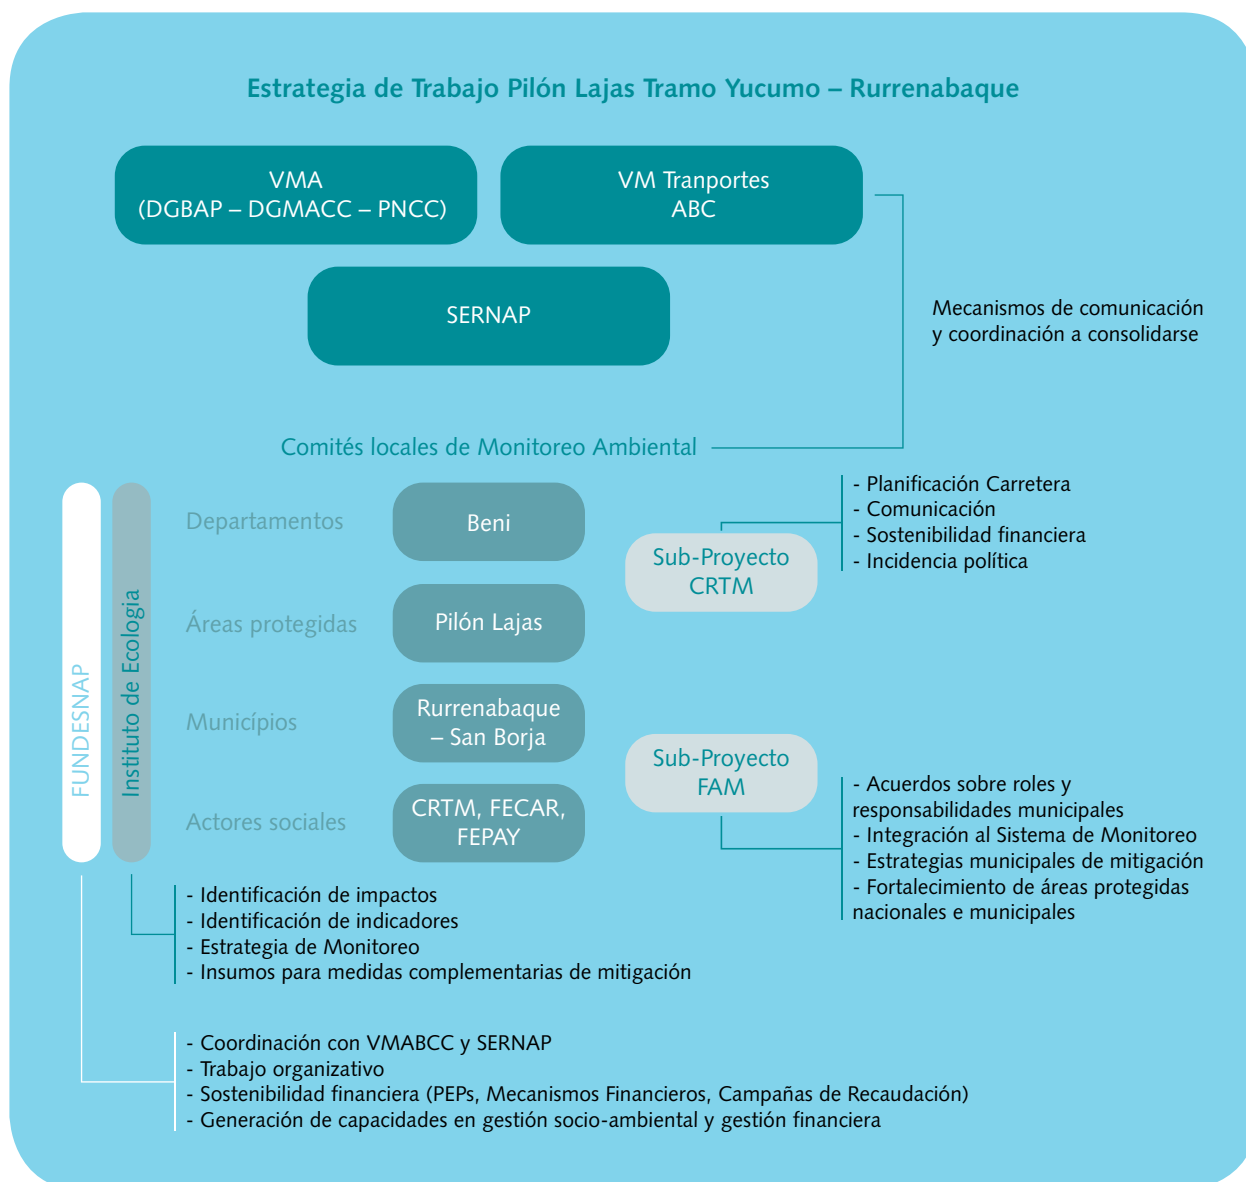 Estrategia de Trabajo Pilón Lajas Tramo Yucumo – Rurrenabaque
VMA
(DGBAP – DGMACC – PNCC)
VM Tranportes
ABC
SERNAP
Mecanismos de comunicación
y coordinación a consolidarse
Comités locales de Monitoreo Ambiental
FUNDESNAP
Instituto de Ecologia
Departamentos
Beni
Áreas protegidas
Pilón Lajas
Municípios
Rurrenabaque
– San Borja
Actores sociales
CRTM, FECAR,
FEPAY
Sub-Proyecto
CRTM
- Planificación Carretera
- Comunicación
- Sostenibilidad financiera
- Incidencia política
Sub-Proyecto
FAM
- Acuerdos sobre roles y
responsabilidades municipales
- Integración al Sistema de Monitoreo
- Estrategias municipales de mitigación
- Fortalecimiento de áreas protegidas
nacionales e municipales
- Identificación de impactos
- Identificación de indicadores
- Estrategia de Monitoreo
- Insumos para medidas complementarias de mitigación
- Coordinación con VMABCC y SERNAP
- Trabajo organizativo
- Sostenibilidad financiera (PEPs, Mecanismos Financieros, Campañas de Recaudación)
- Generación de capacidades en gestión socio-ambiental y gestión financiera